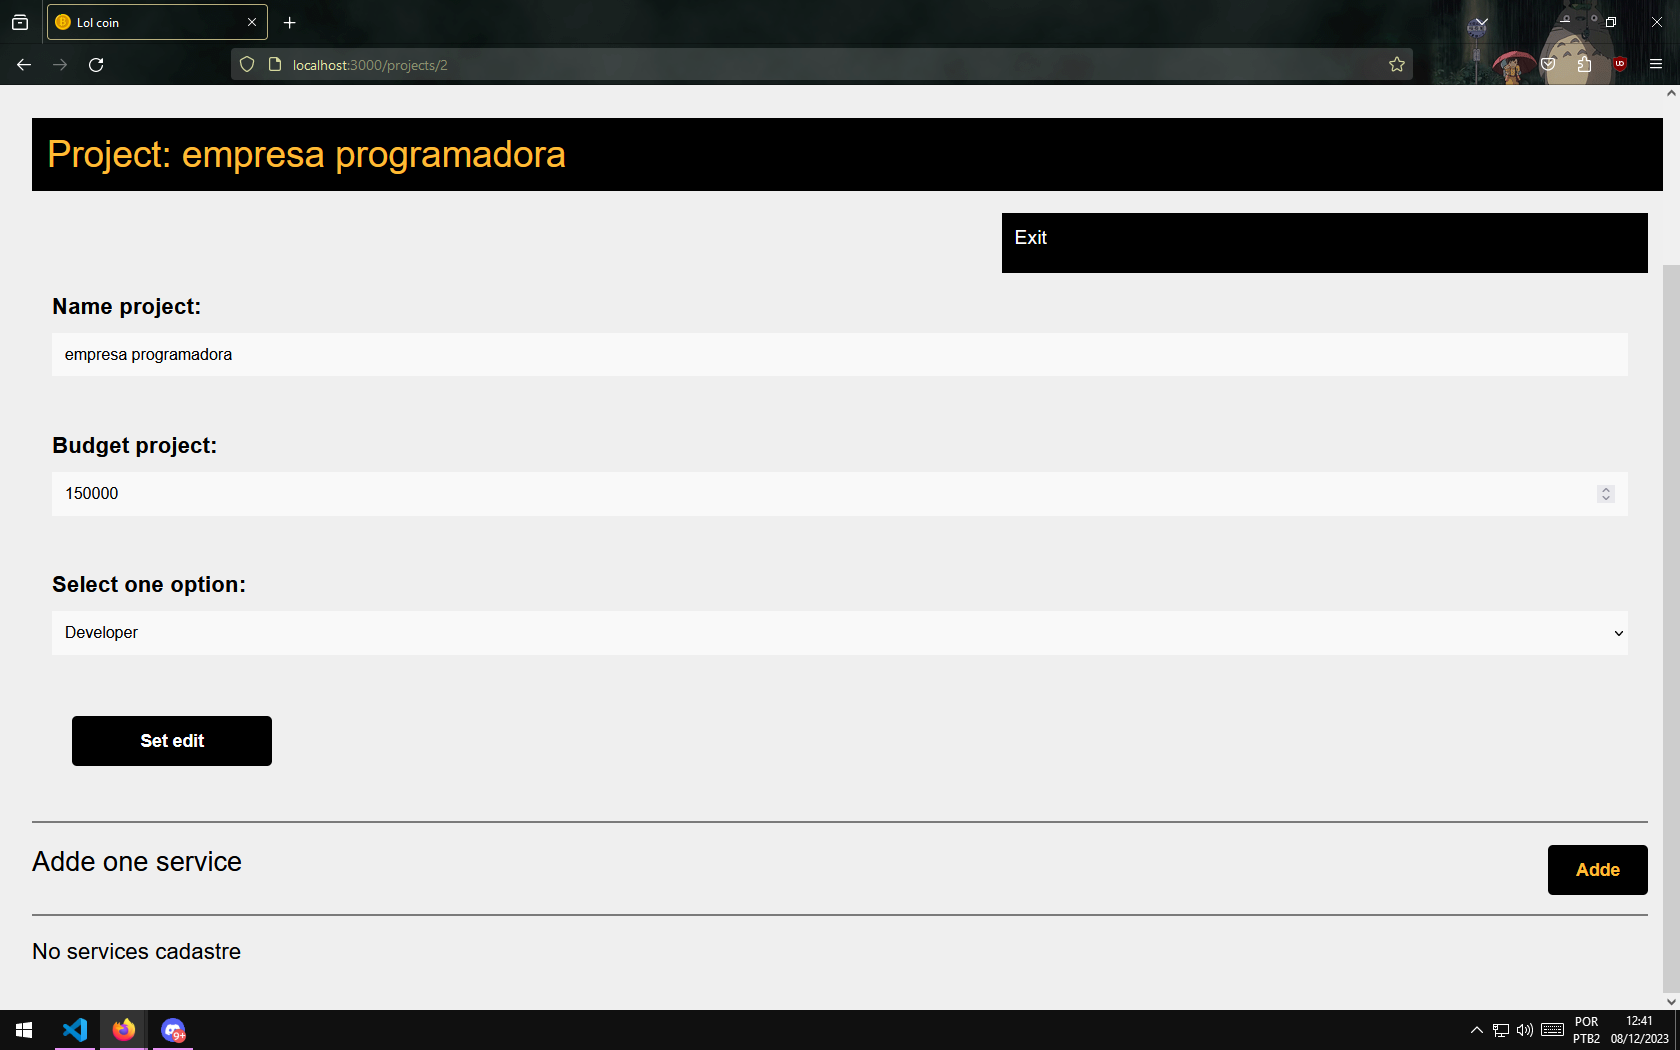 Lol coin
localhost:3000/projects/2
Project: empresa programadora
Exit
Name project:
empresa programadora
Budget project:
150000
Select one option:
Developer
Set edit
Adde one service
Adde
No services cadastre
9+
POR
PTB2
12:41
08/12/2023